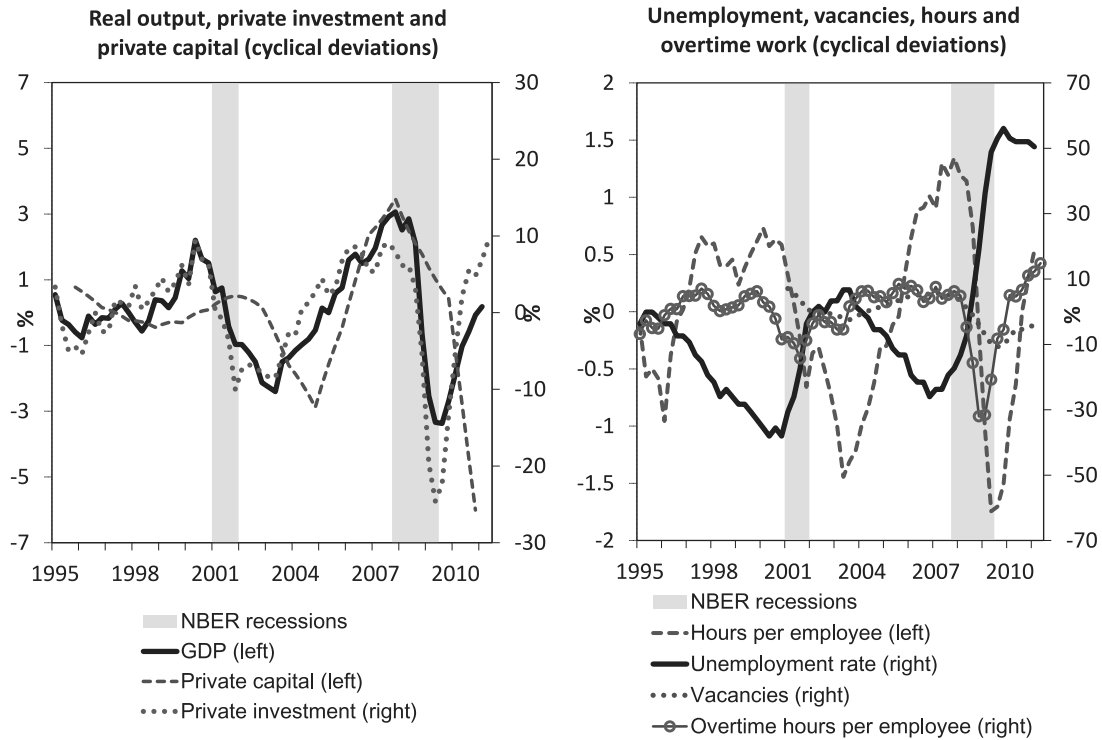 Real output, private investment and
private capital (cyclical deviations)
7
5
3
1
-1
-3
-5
-7
%
30
20
10
0
-10
-20
-30
%
1995 1998 2001 2004 2007 2010
NBER recessions
GDP (left)
Private capital (left)
Private investment (right)
Unemployment, vacancies, hours and
overtime work (cyclical deviations)
2
1.5
1
0.5
0
-0.5
-1
-1.5
-2
%
70
50
30
10
-10
-30
-50
-70
%
1995 1998 2001 2004 2007 2010
NBER recessions
Hours per employee (left)
Unemployment rate (right)
Vacancies (right)
Overtime hours per employee (right)